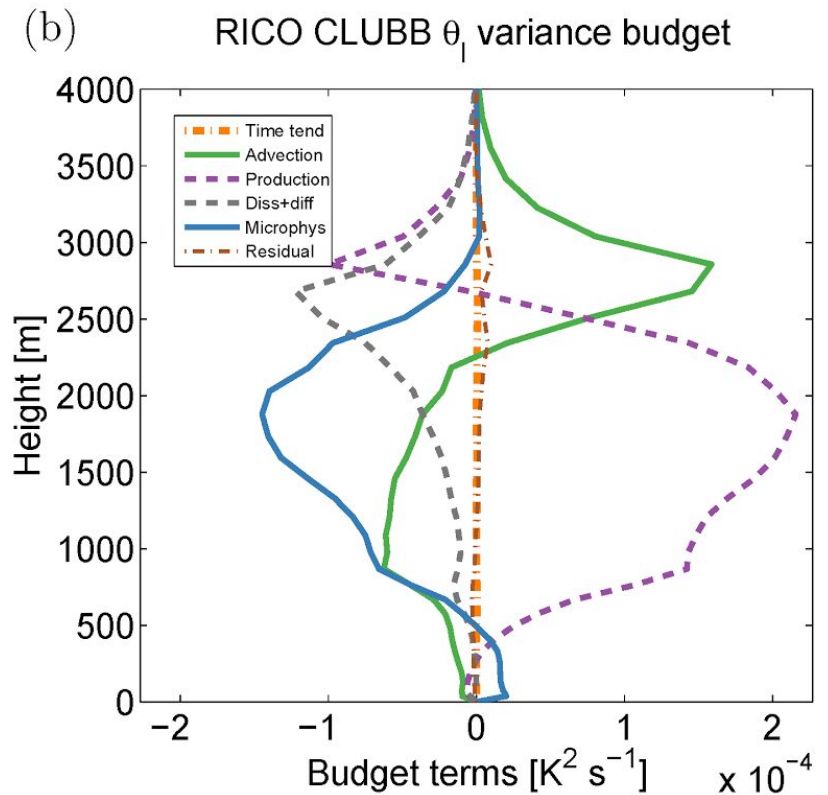 (b) RICO CLUBB θ_l variance budget
4000
3500
3000
2500
2000
1500
1000
500
0
Height [m]
Time tend
Advection
Production
Diss+diff
Microphys
Residual
−2 −1 0 1 2
Budget terms [K² s⁻¹] x 10⁻⁴